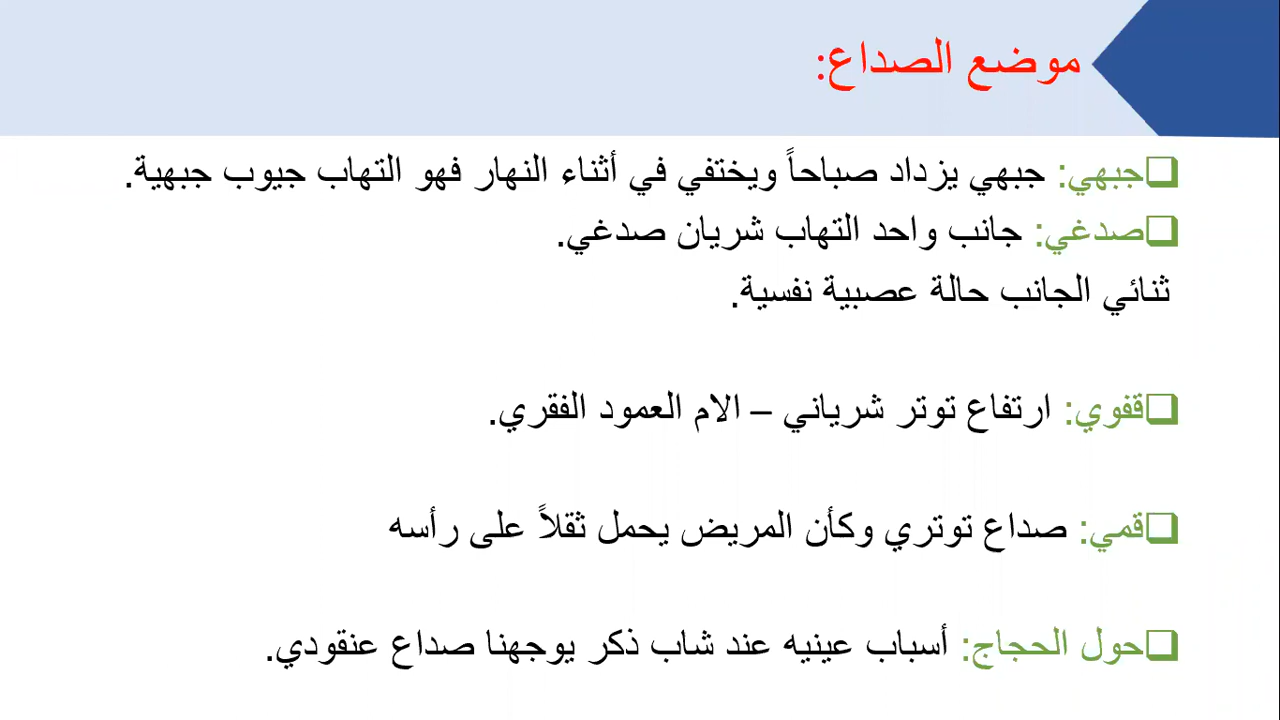 موضع الصداع:
جبهي: جبهي يزداد صباحاً ويختفي في أثناء النهار فهو التهاب جيوب جبهية.
صدغي: جانب واحد التهاب شريان صدغي.
ثنائي الجانب حالة عصبية نفسية.
قفوي: ارتفاع توتر شرياني – الام العمود الفقري.
قمي: صداع توتري وكأن المريض يحمل ثقلاً على رأسه
حول الحجاج: أسباب عينيه عند شاب ذكر يوجهنا صداع عنقودي.